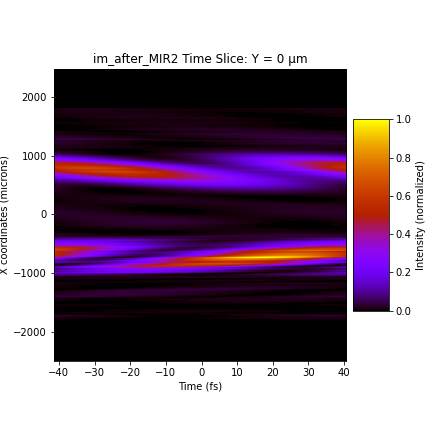 im_after_MIR2 Time Slice: Y = 0 µm
X coordinates (microns)
2000
1000
0
−1000
−2000
−40 −30 −20 −10 0 10 20 30 40
Time (fs)
1.0
0.8
0.6
0.4
0.2
0.0
Intensity (normalized)